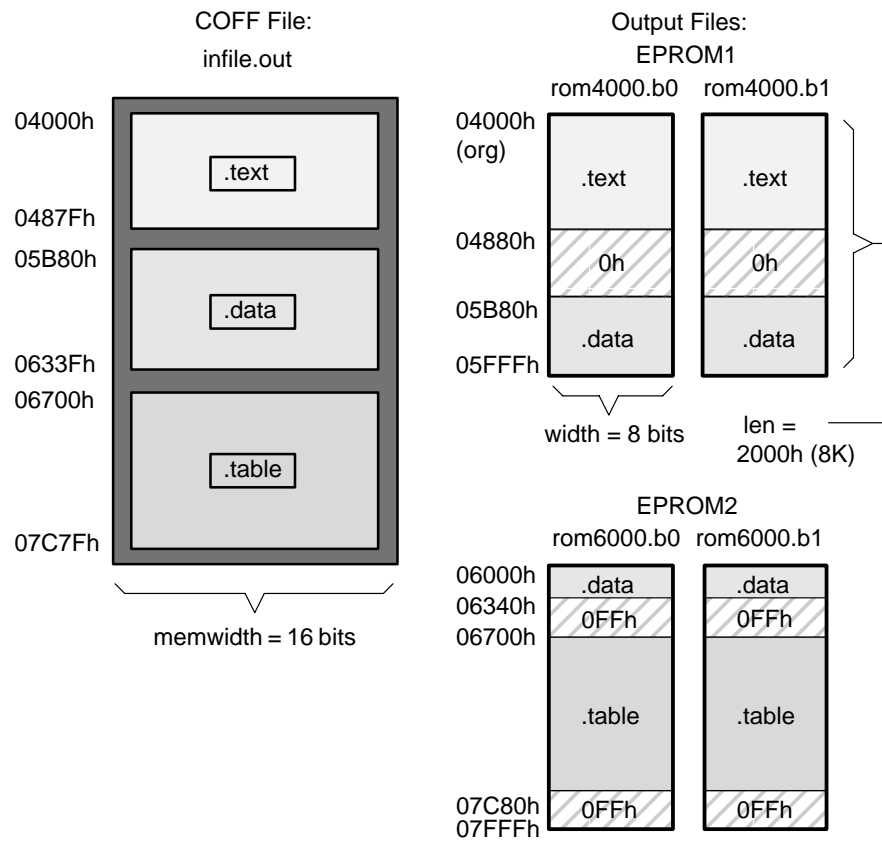 COFF File:
infile.out
04000h
.text
0487Fh
05B80h
.data
0633Fh
06700h
.table
07C7Fh
memwidth = 16 bits
Output Files:
EPROM1
rom4000.b0 rom4000.b1
04000h
(org)
.text .text
04880h
0h 0h
05B80h
.data .data
05FFFh
width = 8 bits
len =
2000h (8K)
EPROM2
rom6000.b0 rom6000.b1
06000h
.data .data
06340h
0FFh 0FFh
06700h
.table .table
07C80h
0FFh 0FFh
07FFFh